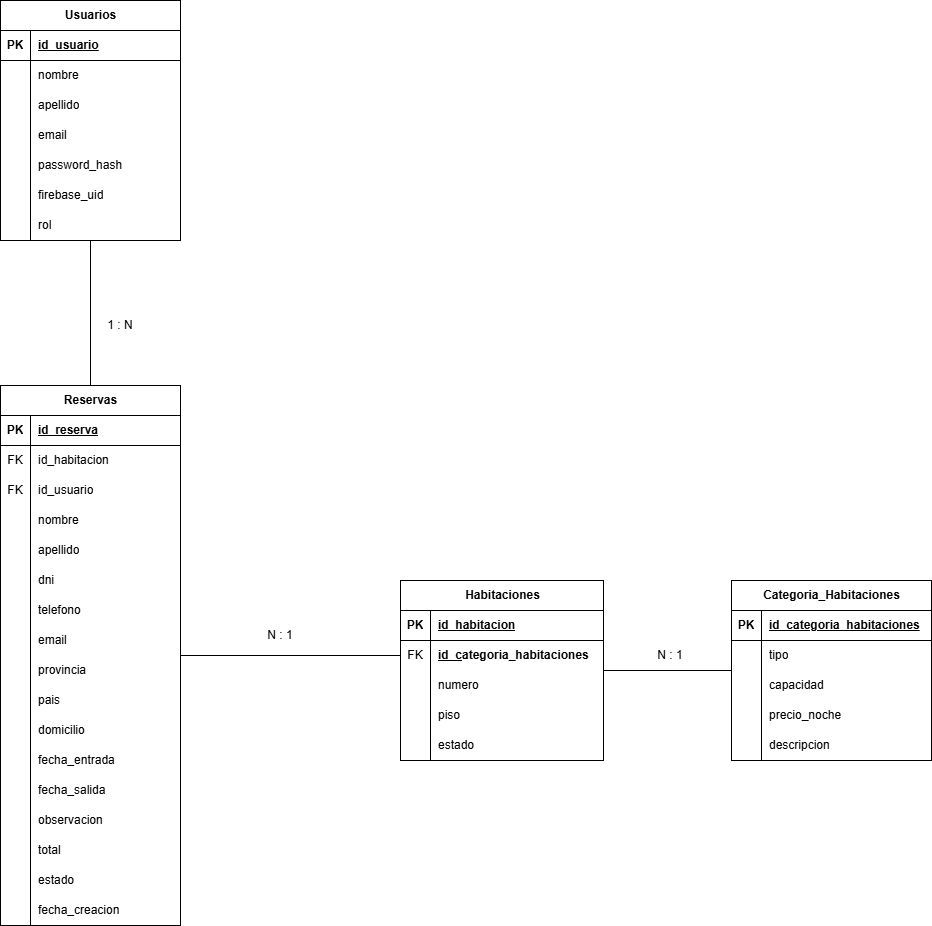 Usuarios
PK id_usuario
nombre
apellido
email
password_hash
firebase_uid
rol
1 : N
Reservas
PK id_reserva
FK id_habitacion
FK id_usuario
nombre
apellido
dni
telefono
email
provincia
pais
domicilio
fecha_entrada
fecha_salida
observacion
total
estado
fecha_creacion
N : 1
Habitaciones
PK id_habitacion
FK id_categoria_habitaciones
numero
piso
estado
N : 1
Categoria_Habitaciones
PK id_categoria_habitaciones
tipo
capacidad
precio_noche
descripcion